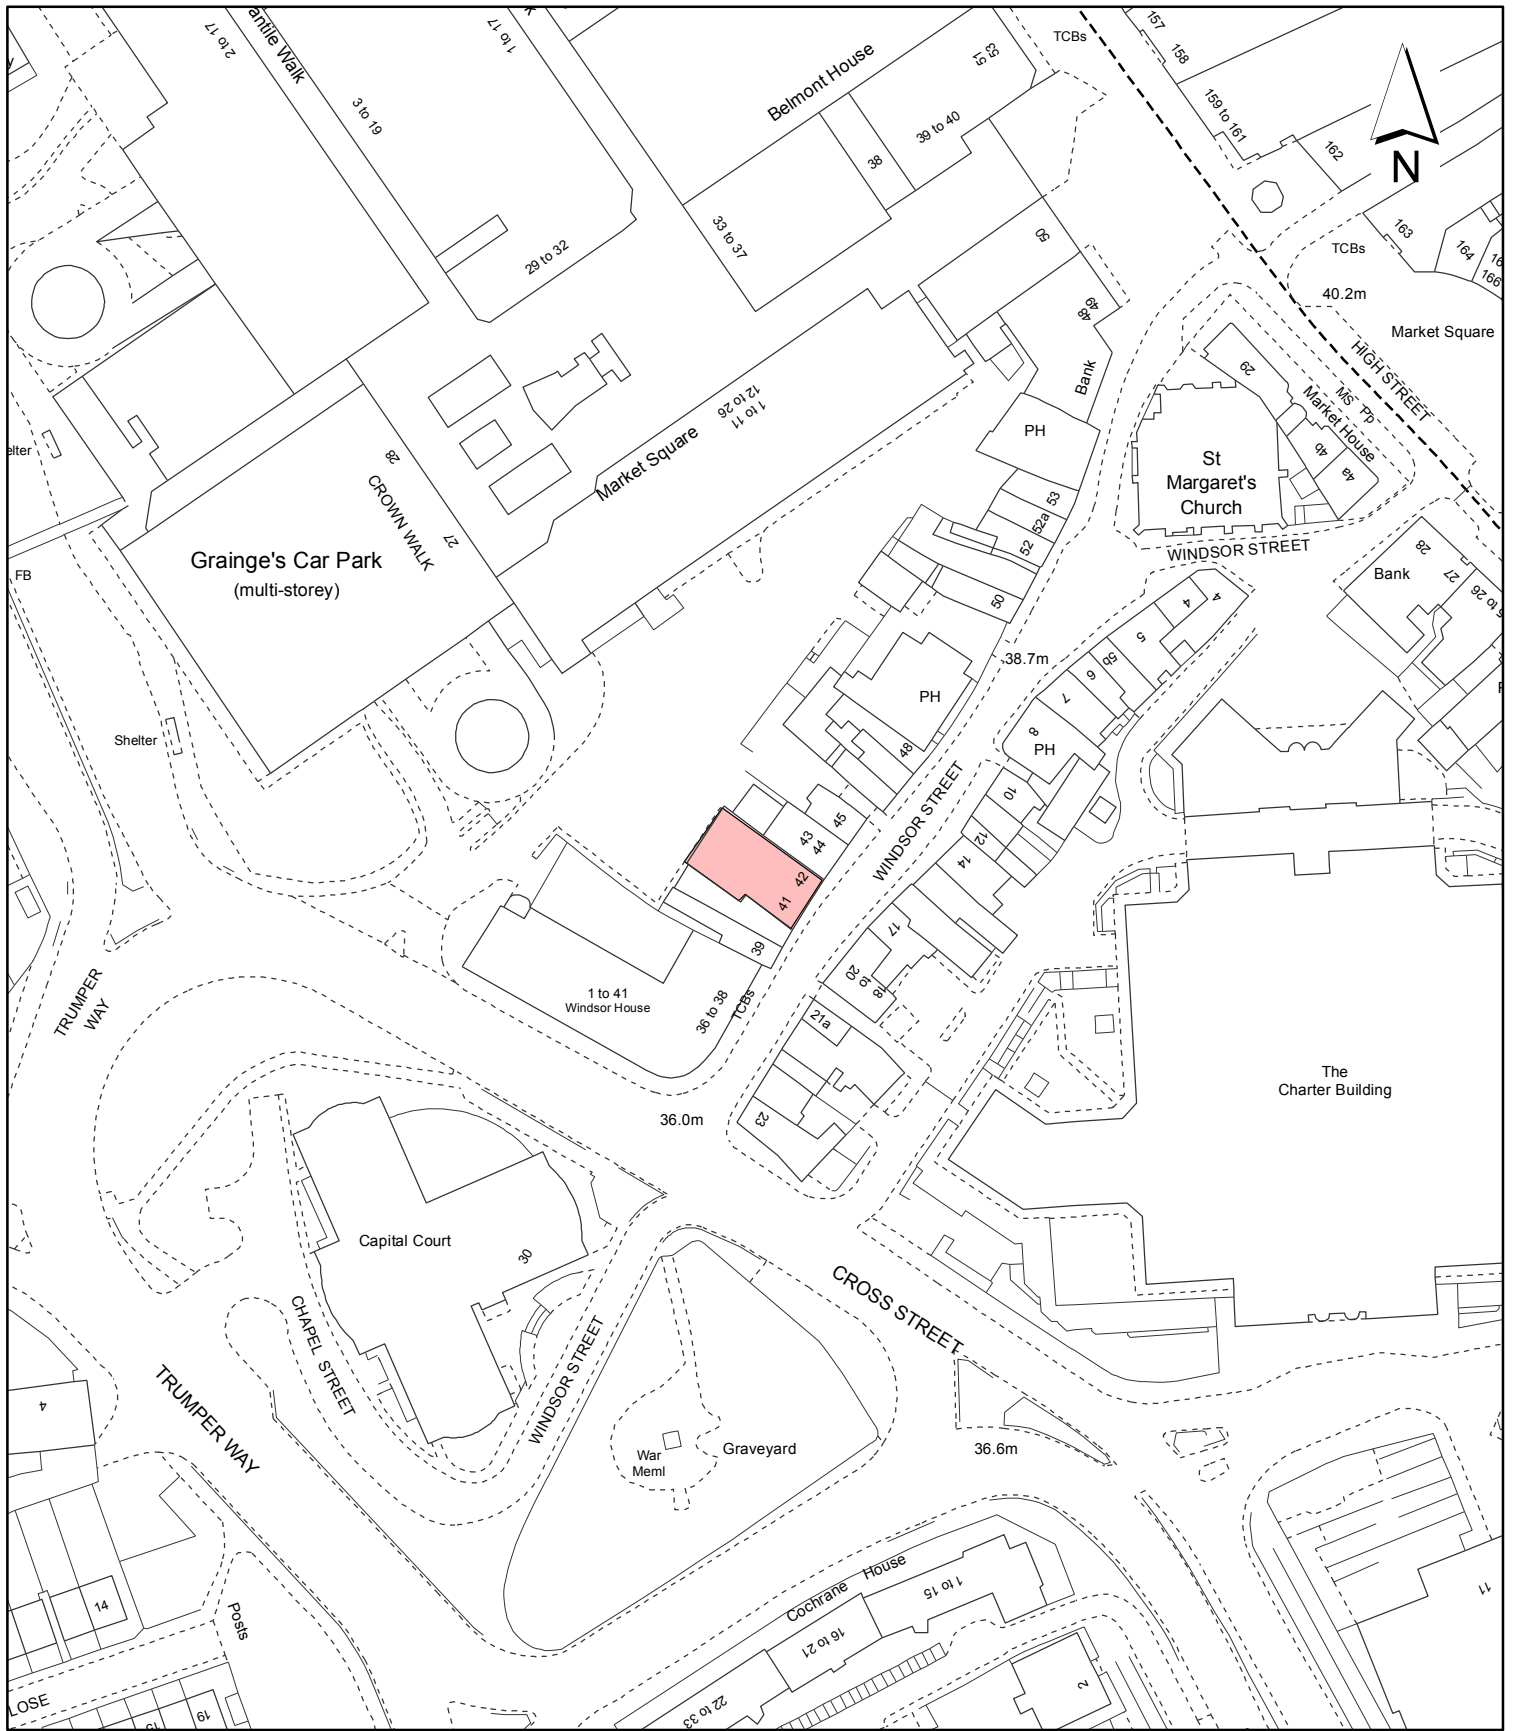 antile Walk
2 to 17
1 to 17
3 to 19
Belmont House
51
53
TCBs
157
158
159 to 161
162
N
39 to 40
38
33 to 37
29 to 32
50
163
164
166
TCBs
40.2m
Market Square
HIGH STREET
48
49
Bank
MS
Pp
Market House
29
4b
4a
1 to 11
12 to 26
Market Square
28
CROWN WALK
27
PH
St
Margaret's
Church
elter
Grainge's Car Park
(multi-storey)
53
52a
52
50
WINDSOR STREET
28
Bank
27
FB
4
4
5
5b
6
7
8
PH
38.7m
PH
48
Shelter
10
12
14
WINDSOR STREET
45
43
44
42
41
39
17
18
to
20
21a
23
1 to 41
Windsor House
36 to 38
TCBs
TRUMPER
WAY
36.0m
The
Charter Building
Capital Court
30
CHAPEL STREET
WINDSOR STREET
CROSS STREET
TRUMPER WAY
4
War
Meml
Graveyard
36.6m
Cochrane House
1 to 15
16 to 21
22 to 33
2
11
14
Posts
LOSE
15
19